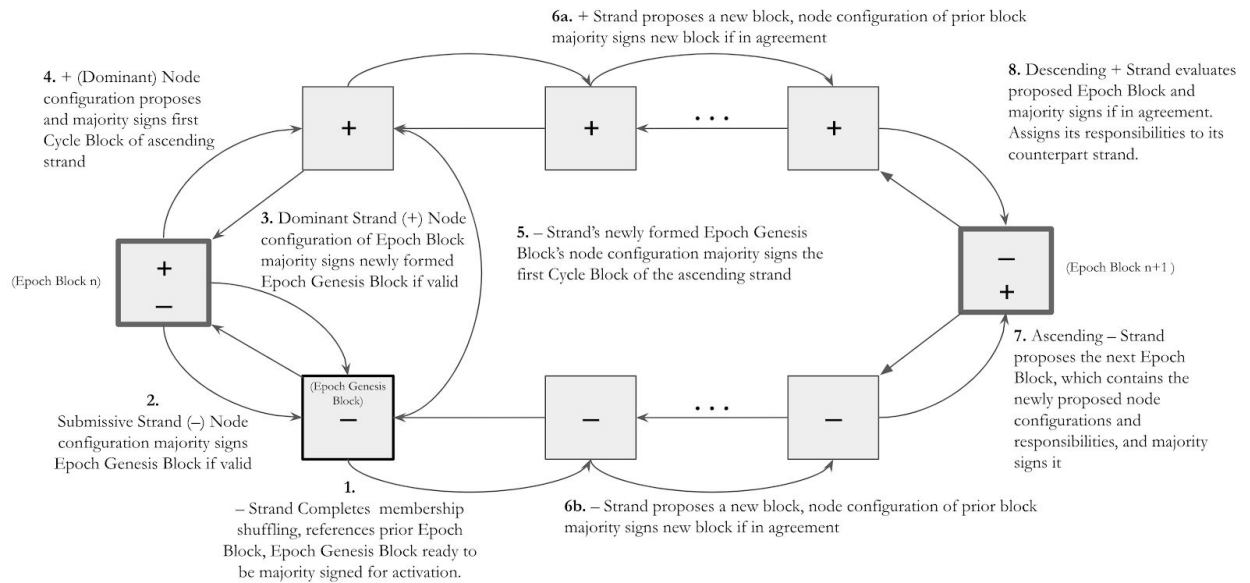 6a. + Strand proposes a new block, node configuration of prior block
majority signs new block if in agreement
4. + (Dominant) Node
configuration proposes
and majority signs first
Cycle Block of ascending
strand
8. Descending + Strand evaluates
proposed Epoch Block and
majority signs if in agreement.
Assigns its responsibilities to its
counterpart strand.
+
+
. . .
+
3. Dominant Strand (+) Node
configuration of Epoch Block
majority signs newly formed
Epoch Genesis Block if valid
5. – Strand’s newly formed Epoch Genesis
Block’s node configuration majority signs the
first Cycle Block of the ascending strand
(Epoch Block n)
+
–
–
+
(Epoch Block n+1 )
7. Ascending – Strand
proposes the next Epoch
Block, which contains the
newly proposed node
configurations and
responsibilities, and majority
signs it
2.
Submissive Strand (–) Node
configuration majority signs
Epoch Genesis Block if valid
(Epoch Genesis
Block)
–
–
. . .
–
1.
– Strand Completes membership
shuffling, references prior Epoch
Block, Epoch Genesis Block ready to
be majority signed for activation.
6b. – Strand proposes a new block, node configuration of prior block
majority signs new block if in agreement